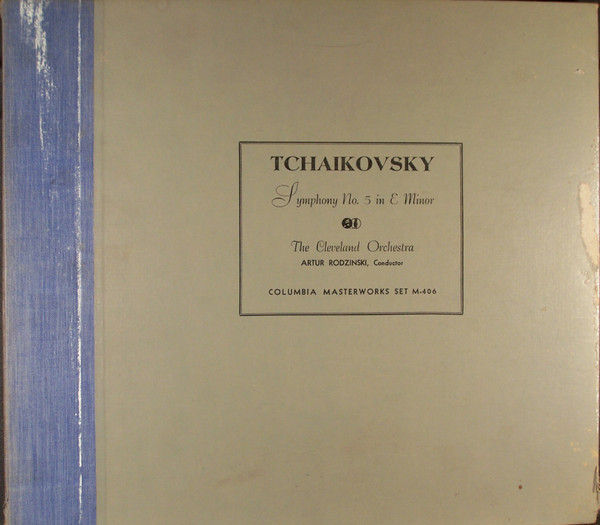 TCHAIKOVSKY
Symphony No. 5 in E Minor
The Cleveland Orchestra
ARTUR RODZINSKI, Conductor
COLUMBIA MASTERWORKS SET M-406